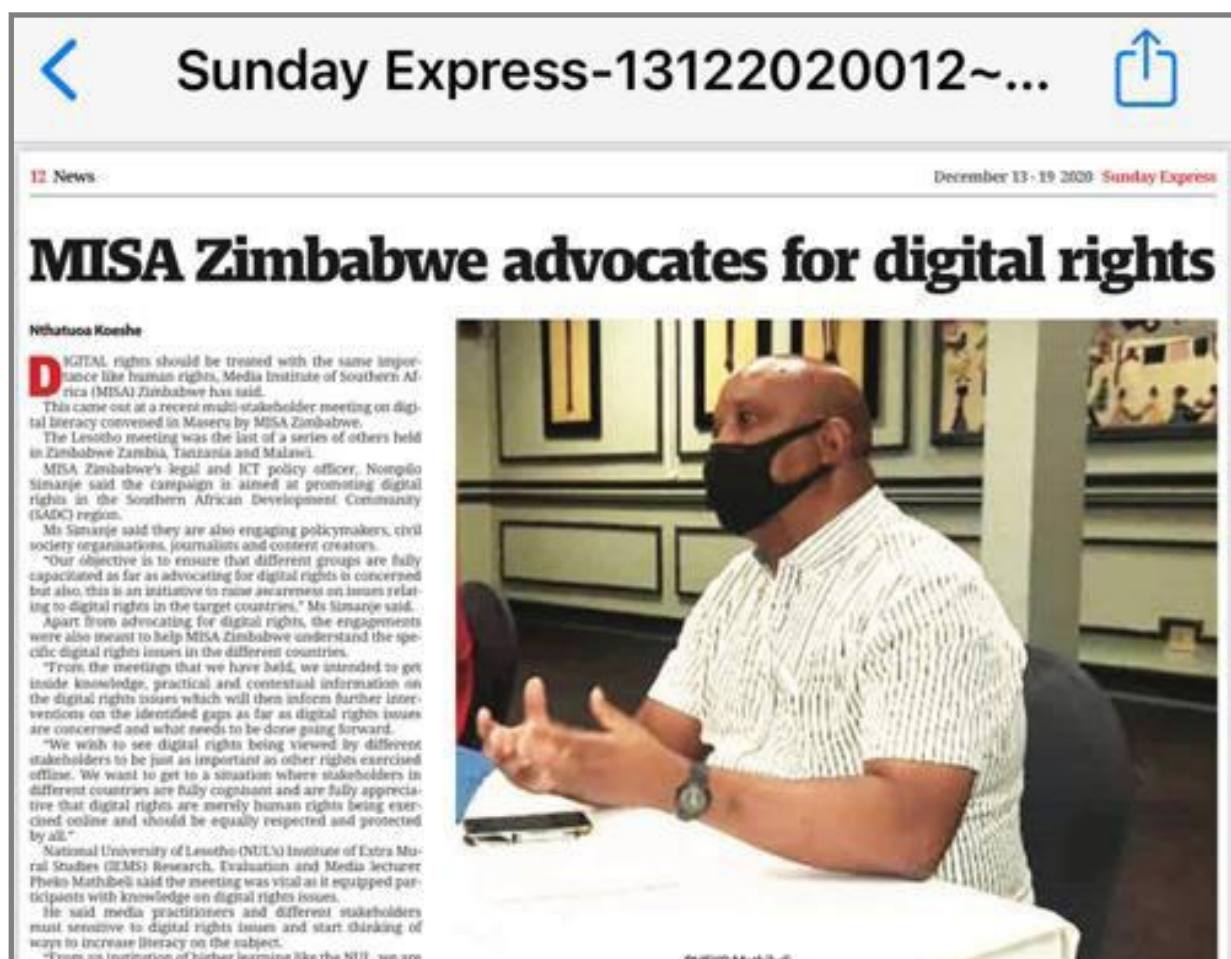 Sunday Express-13122020012~...
12 News
December 13 - 19 2020 Sunday Express
MISA Zimbabwe advocates for digital rights
Nthatuoa Koeshe
DIGITAL rights should be treated with the same impor-
tance like human rights, Media Institute of Southern Af-
rica (MISA) Zimbabwe has said.
This came out at a recent multi-stakeholder meeting on digi-
tal literacy convened in Maseru by MISA Zimbabwe.
The Lesotho meeting was the last of a series of others held
in Zimbabwe Zambia, Tanzania and Malawi.
MISA Zimbabwe's legal and ICT policy officer, Nompilo
Simanje said the campaign is aimed at promoting digital
rights in the Southern African Development Community
(SADC) region.
Ms Simanje said they are also engaging policymakers, civil
society organisations, journalists and content creators.
"Our objective is to ensure that different groups are fully
capacitated as far as advocating for digital rights is concerned
but also, this is an initiative to raise awareness on issues relat-
ing to digital rights in the target countries," Ms Simanje said.
Apart from advocating for digital rights, the engagements
were also meant to help MISA Zimbabwe understand the spe-
cific digital rights issues in the different countries.
"From the meetings that we have held, we intended to get
inside knowledge, practical and contextual information on
the digital rights issues which will then inform further inter-
ventions on the identified gaps as far as digital rights issues
are concerned and what needs to be done going forward.
"We wish to see digital rights being viewed by different
stakeholders to be just as important as other rights exercised
offline. We want to get to a situation where stakeholders in
different countries are fully cognisant and are fully apprecia-
tive that digital rights are merely human rights being exer-
cised online and should be equally respected and protected
by all."
National University of Lesotho (NUL's) Institute of Extra Mu-
ral Studies (IEMS) Research, Evaluation and Media lecturer
Pheko Mathibeli said the meeting was vital as it equipped par-
ticipants with knowledge on digital rights issues.
He said media practitioners and different stakeholders
must sensitive to digital rights issues and start thinking of
ways to increase literacy on the subject.
"From an institution of higher learning like the NUL, we are